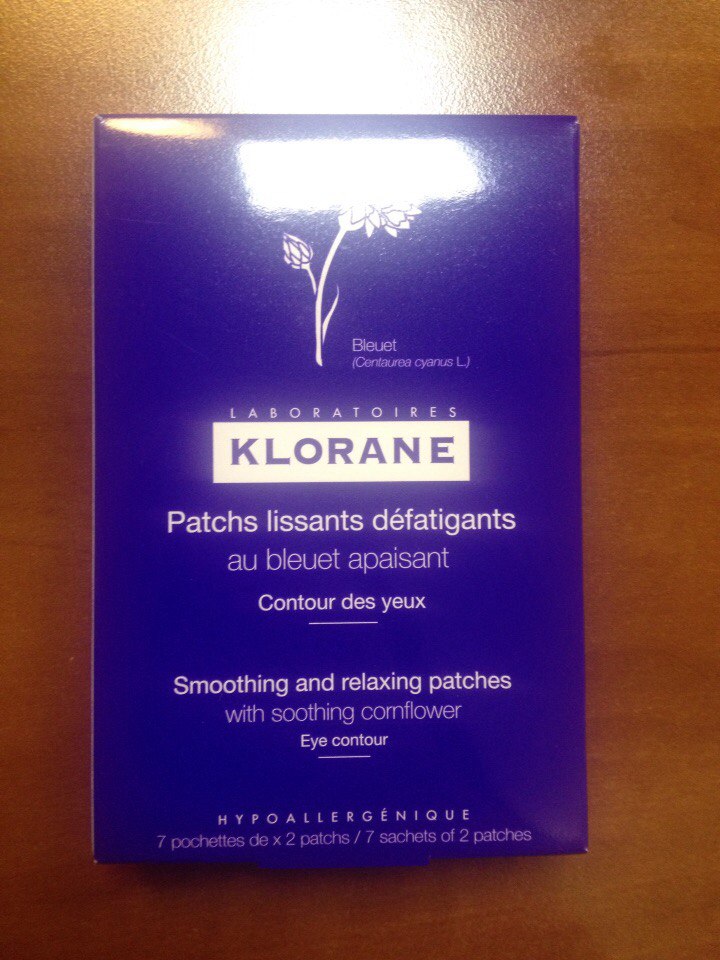 Bleuet
(Centaurea cyanus L.)
LABORATOIRES
KLORANE
Patchs lissants défatigants
au bleuet apaisant
Contour des yeux
Smoothing and relaxing patches
with soothing cornflower
Eye contour
HYPOALLERGÉNIQUE
7 pochettes de x 2 patchs / 7 sachets of 2 patches